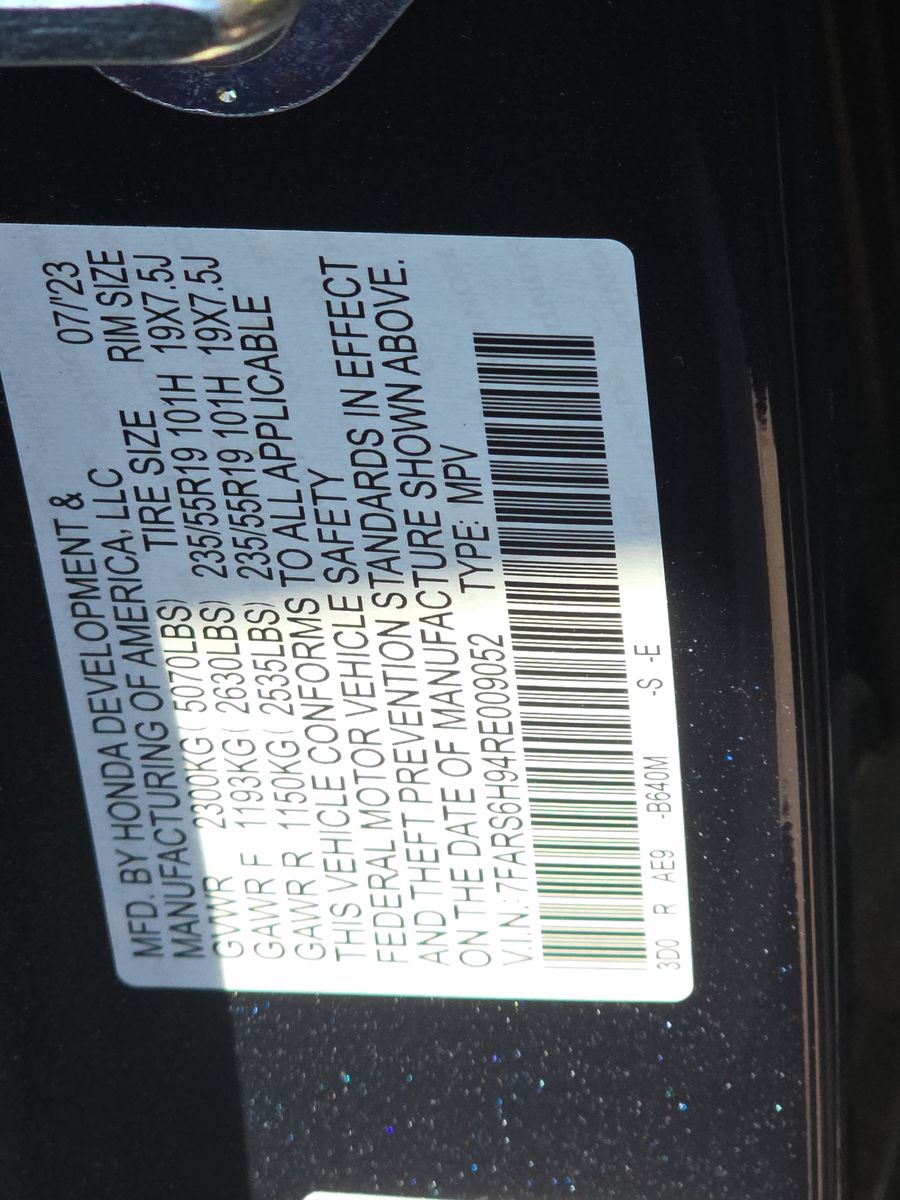 MFD. BY HONDA DEVELOPMENT & 07/'23
MANUFACTURING OF AMERICA, LLC RIM SIZE
TIRE SIZE
GVWR 2300KG ( 5070LBS) 235/55R19 101H 19X7.5J
GAWR F 1193KG ( 2630LBS) 235/55R19 101H 19X7.5J
GAWR R 1150KG ( 2535LBS)
THIS VEHICLE CONFORMS TO ALL APPLICABLE
FEDERAL MOTOR VEHICLE SAFETY
AND THEFT PREVENTION STANDARDS IN EFFECT
ON THE DATE OF MANUFACTURE SHOWN ABOVE.
V.I.N.: 7FARS6H94RE009052 TYPE: MPV
3D0 R AE9 -B640M -S -E